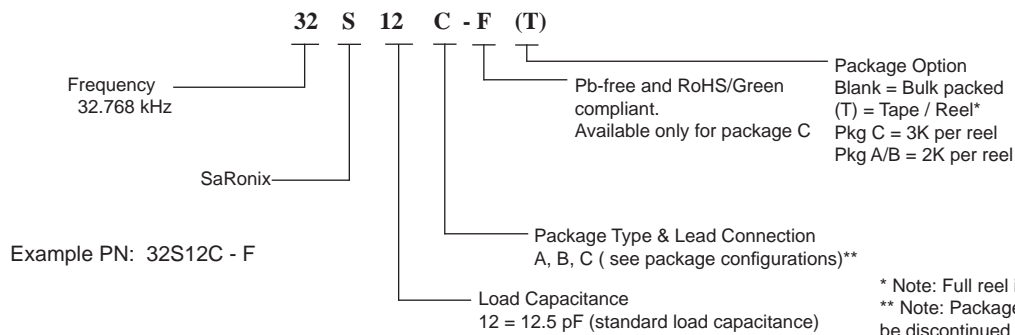 32 S 12 C - F (T)
Frequency
32.768 kHz
SaRonix
Pb-free and RoHS/Green
compliant.
Available only for package C
Package Option
Blank = Bulk packed
(T) = Tape / Reel*
Pkg C = 3K per reel
Pkg A/B = 2K per reel
Example PN: 32S12C - F
Package Type & Lead Connection
A, B, C ( see package configurations)**
Load Capacitance
12 = 12.5 pF (standard load capacitance)
* Note: Full reel
** Note: Package
be discontinued